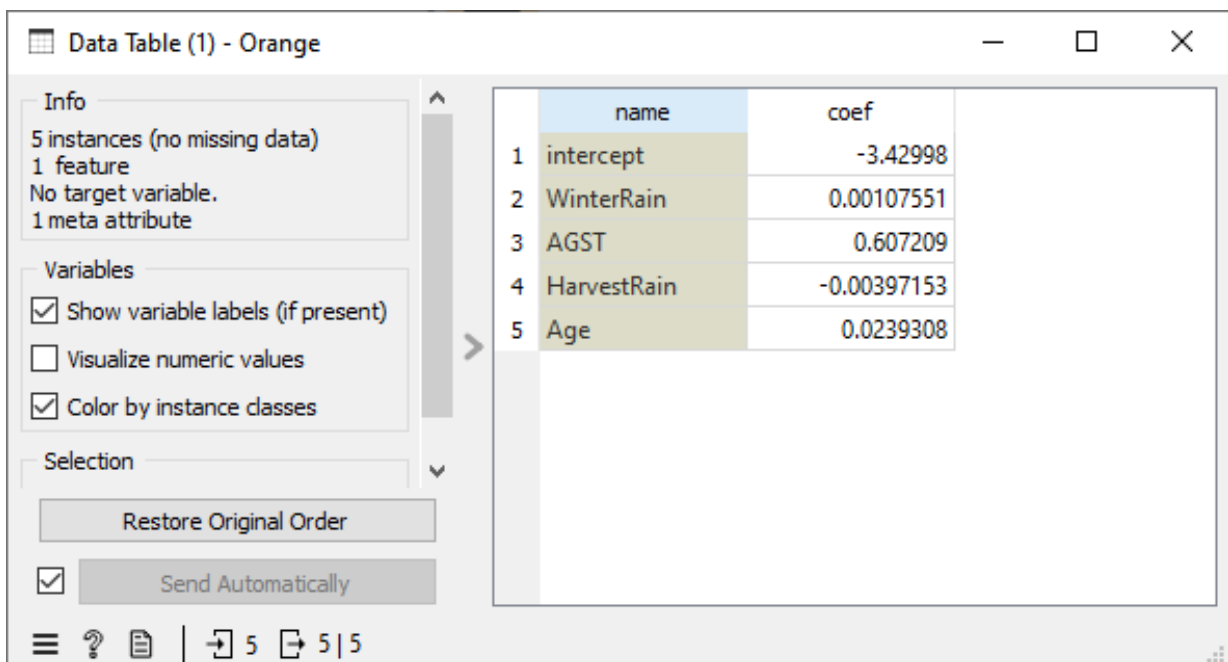 Data Table (1) - Orange
Info
5 instances (no missing data)
1 feature
No target variable.
1 meta attribute
Variables
Show variable labels (if present)
Visualize numeric values
Color by instance classes
Selection
Restore Original Order
Send Automatically
5
5|5
name coef
1 intercept -3.42998
2 WinterRain 0.00107551
3 AGST 0.607209
4 HarvestRain -0.00397153
5 Age 0.0239308